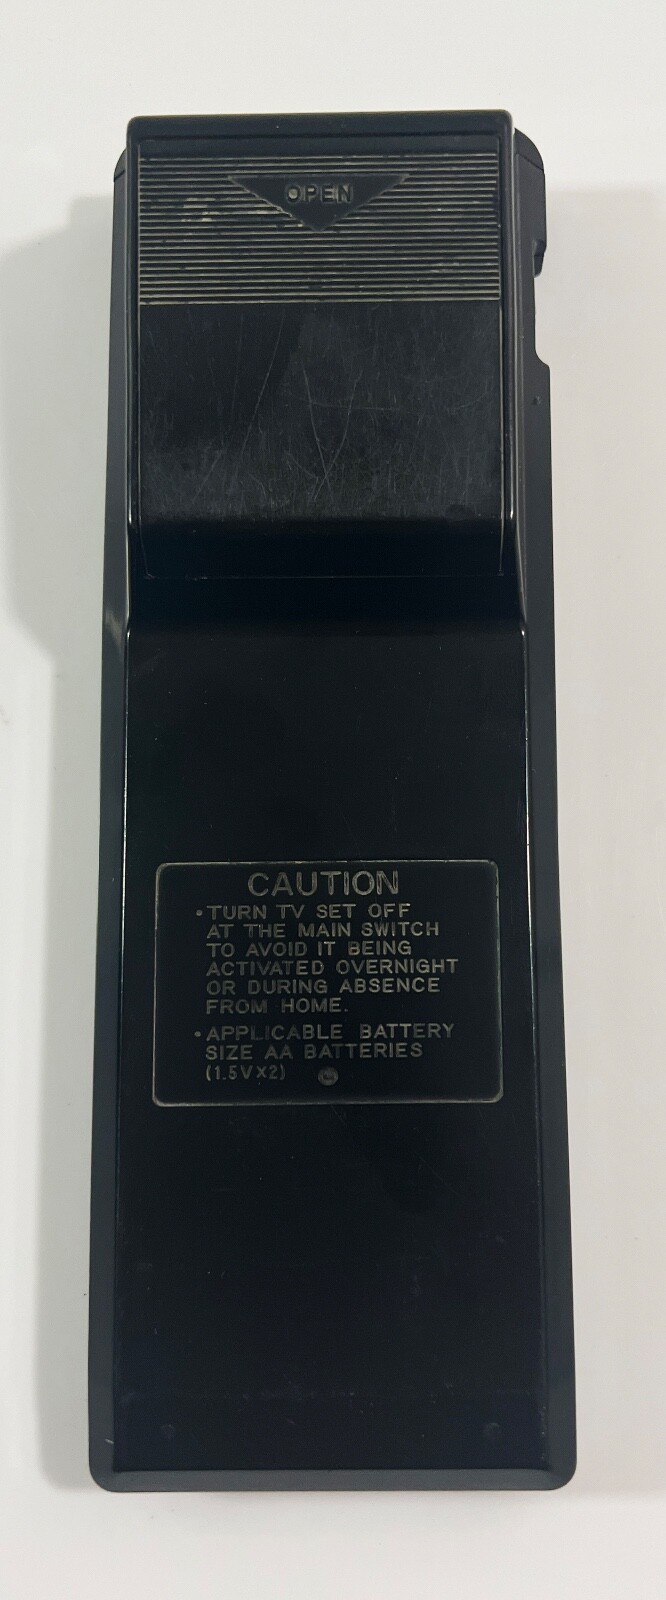 OPEN
CAUTION
•TURN TV SET OFF
AT THE MAIN SWITCH
TO AVOID IT BEING
ACTIVATED OVERNIGHT
OR DURING ABSENCE
FROM HOME.
•APPLICABLE BATTERY
SIZE AA BATTERIES
(1.5V×2)